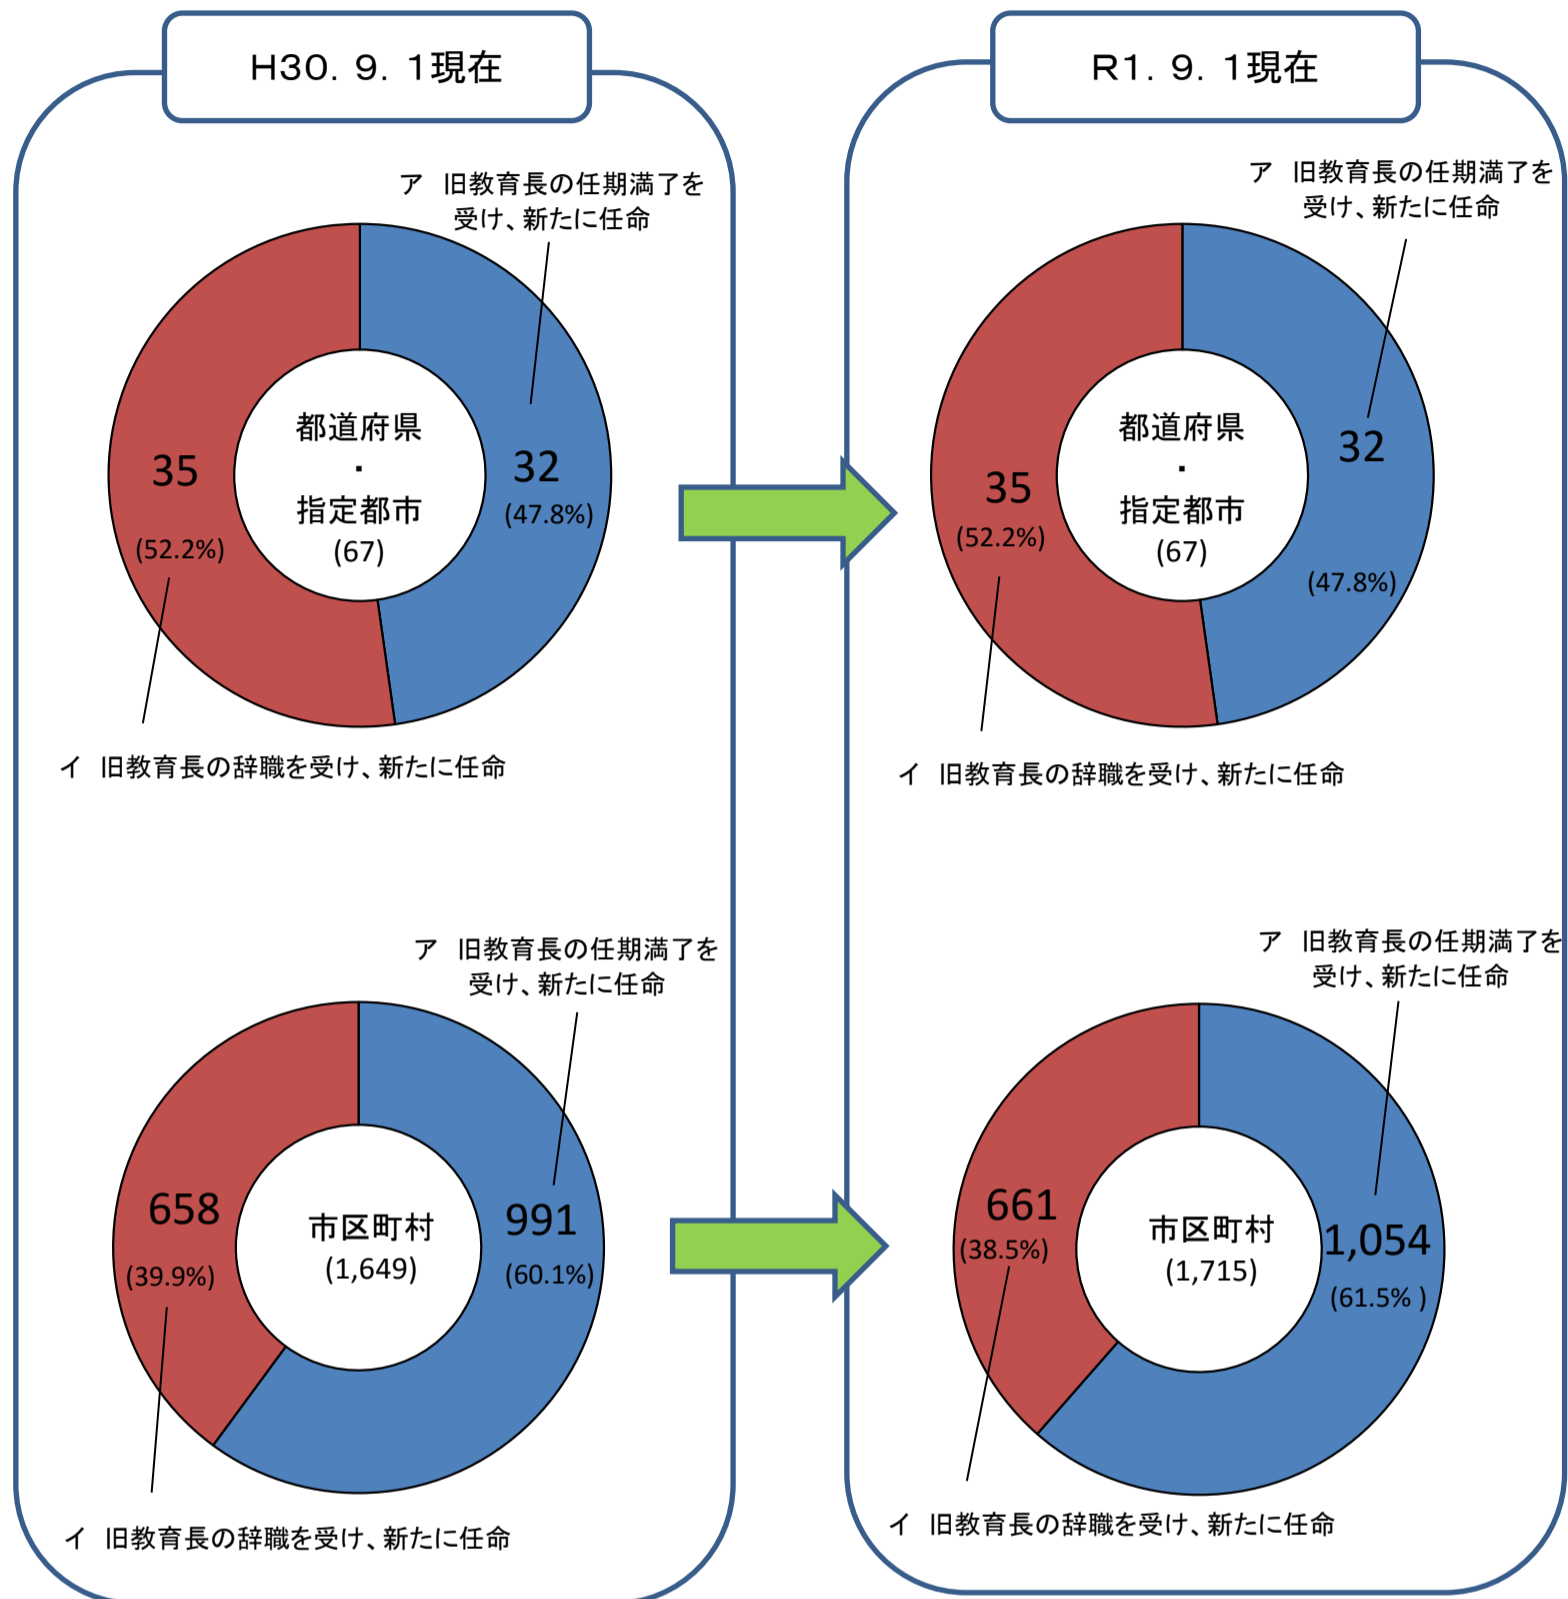 H30. 9. 1現在
ア 旧教育長の任期満了を
受け、新たに任命
都道府県
・
指定都市
(67)
35
(52.2%)
32
(47.8%)
イ 旧教育長の辞職を受け、新たに任命
R1. 9. 1現在
ア 旧教育長の任期満了を
受け、新たに任命
都道府県
・
指定都市
(67)
35
(52.2%)
32
(47.8%)
イ 旧教育長の辞職を受け、新たに任命
ア 旧教育長の任期満了を
受け、新たに任命
市区町村
(1,649)
658
(39.9%)
991
(60.1%)
イ 旧教育長の辞職を受け、新たに任命
ア 旧教育長の任期満了を
受け、新たに任命
市区町村
(1,715)
661
(38.5%)
1,054
(61.5% )
イ 旧教育長の辞職を受け、新たに任命